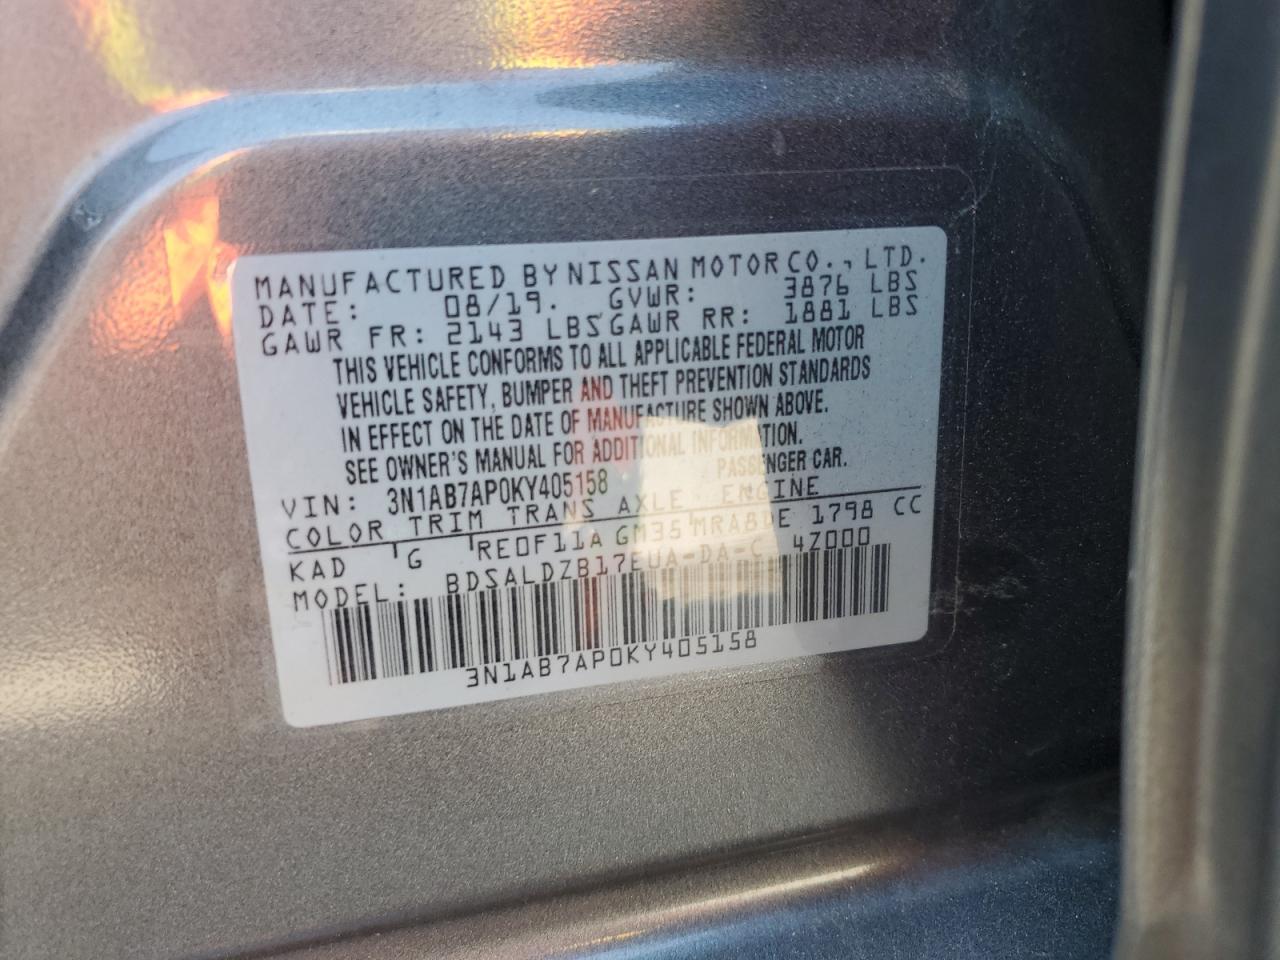 MANUFACTURED BY NISSAN MOTOR CO., LTD.
DATE: 08/19. GVWR: 3876 LBS
GAWR FR: 2143 LBS GAWR RR: 1881 LBS
THIS VEHICLE CONFORMS TO ALL APPLICABLE FEDERAL MOTOR
VEHICLE SAFETY, BUMPER AND THEFT PREVENTION STANDARDS
IN EFFECT ON THE DATE OF MANUFACTURE SHOWN ABOVE.
SEE OWNER'S MANUAL FOR ADDITIONAL INFORMATION.
VIN: 3N1AB7AP0KY405158 PASSENGER CAR.
COLOR TRIM TRANS AXLE ENGINE
KAD G RE0F11A GM35 MRA8DE 1798 CC
MODEL: BDSALDZB17EUA-DA-C 4Z000
3N1AB7AP0KY405158